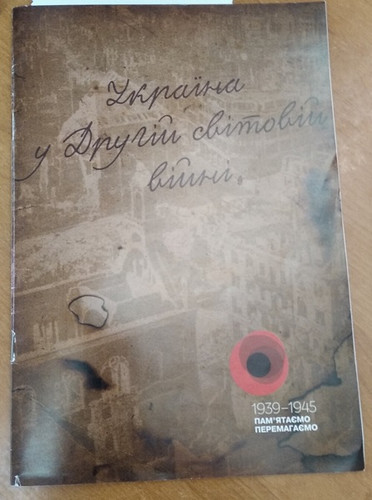 Україна
у Другій світовій
війні.
1939–1945
ПАМ'ЯТАЄМО
ПЕРЕМАГАЄМО